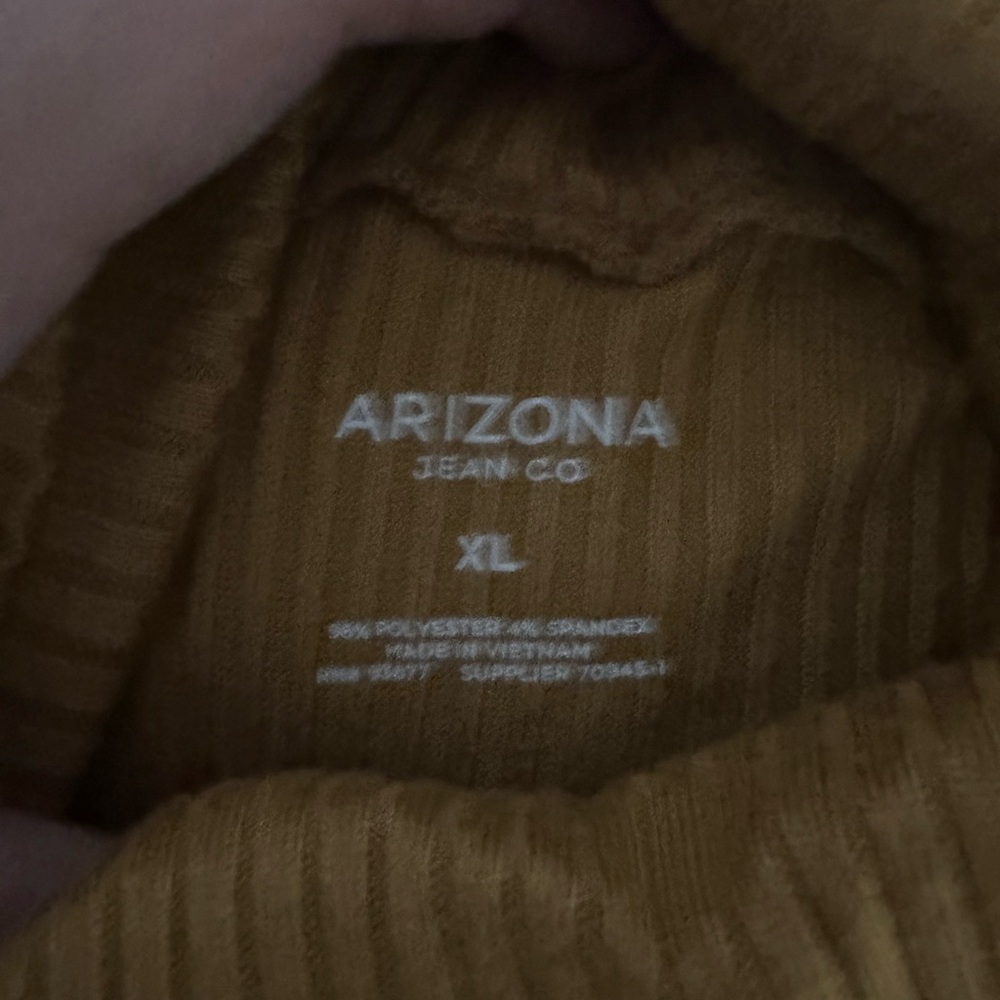 ARIZONA
JEAN CO
XL
96% POLYESTER 4% SPANDEX
MADE IN VIETNAM
SUPPLIER